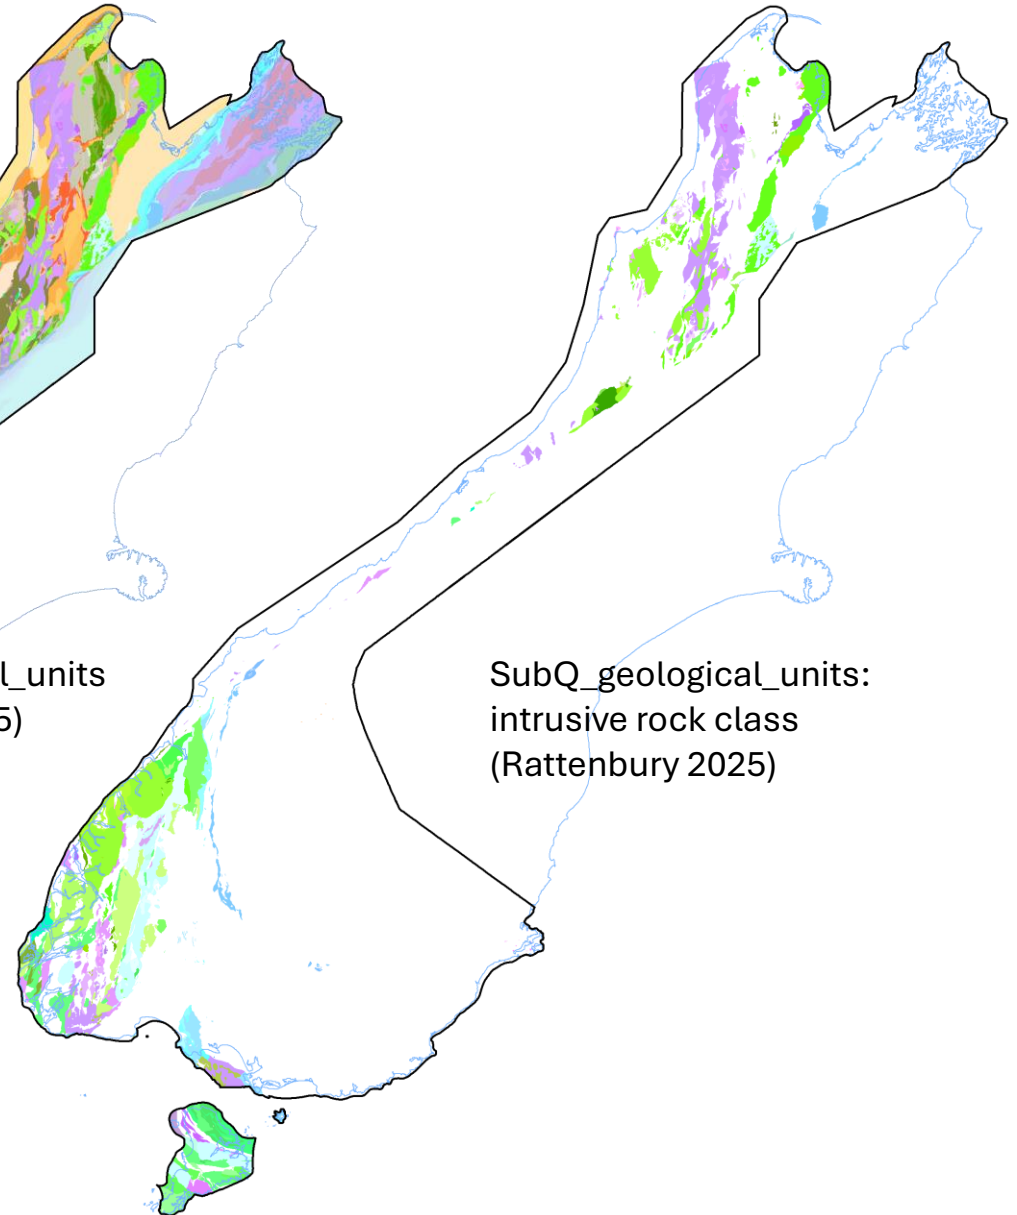 l_units
5)
SubQ_geological_units:
intrusive rock class
(Rattenbury 2025)